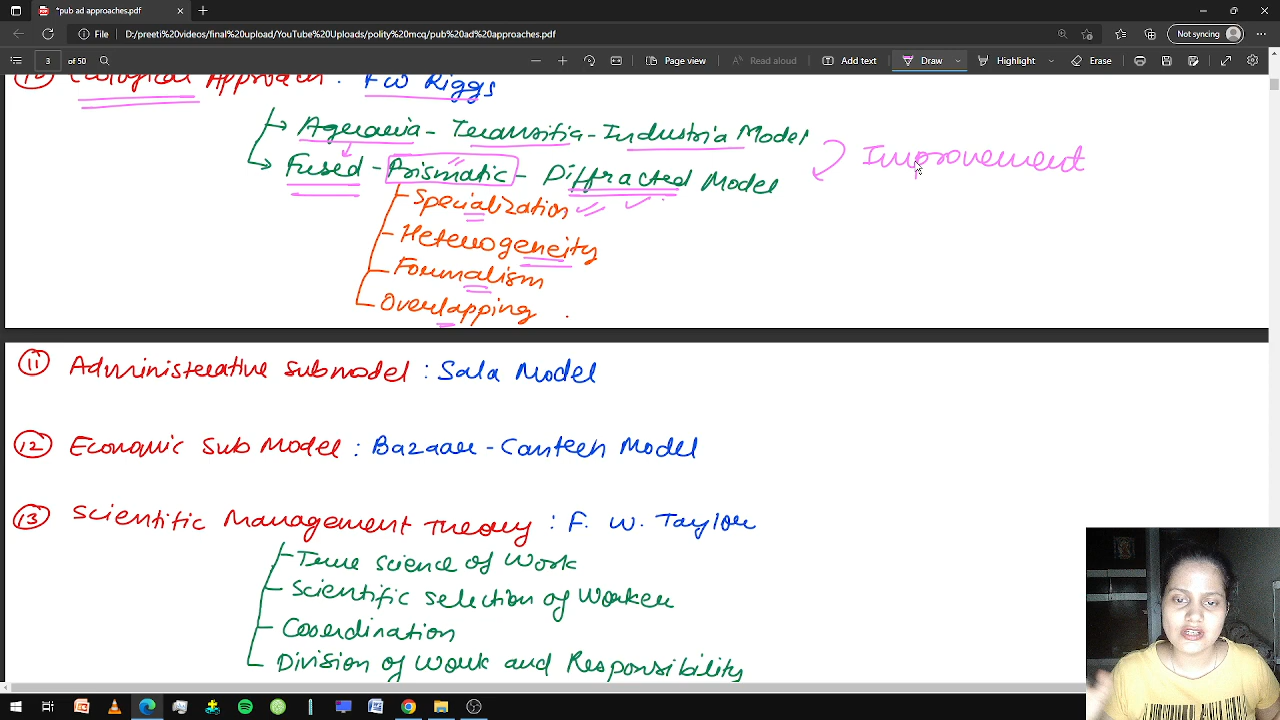 *pub ad approaches.pdf
File D:/preeti%20videos/final%20upload/YouTube%20Uploads/polity%20mcq/pub%20ad%20approaches.pdf Not syncing
3 of 50 Page view Read aloud Add text Draw Highlight Erase
10 Ecological Approach : FW Riggs
Agraria - Transitia - Industria Model
Improvement
Fused - Prismatic - Diffracted Model
Specialization
Heterogeneity
Formalism
Overlapping .
11 Administrative Submodel : Sala Model
12 Economic Sub Model : Bazaar - Canteen Model
13 Scientific Management Theory : F. W. Taylor
True science of Work
Scientific selection of Worker
Coordination
Division of Work and Responsibility